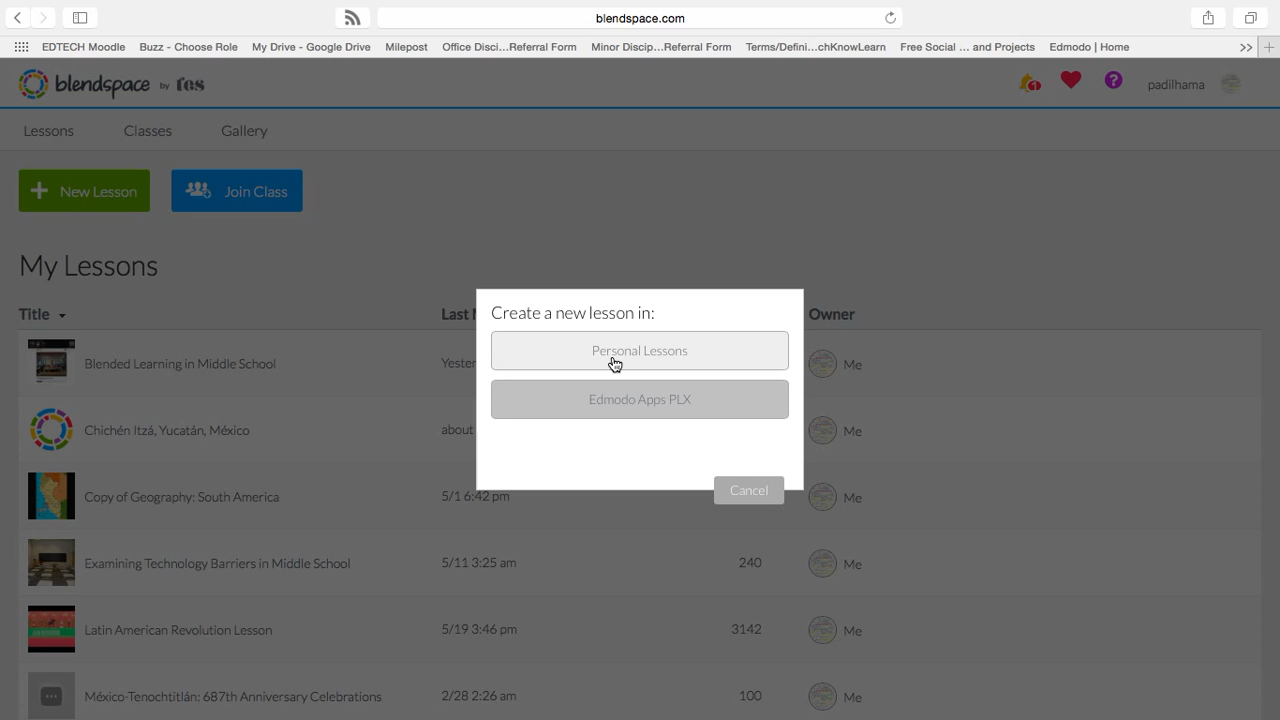 blendspace.com
EDTECH Moodle Buzz - Choose Role My Drive - Google Drive Milepost Office Disci...Referral Form Minor Discip...Referral Form Terms/Defini...chKnowLearn Free Social ... and Projects Edmodo | Home
blendspace by tes
1 padilhama
Lessons Classes Gallery
New Lesson Join Class
My Lessons
Create a new lesson in:
Title Last Owner
Personal Lessons
Blended Learning in Middle School Me
Edmodo Apps PLX
Chichén Itzá, Yucatán, México about Me
Cancel
Copy of Geography: South America 5/1 6:42 pm Me
Examining Technology Barriers in Middle School 5/11 3:25 am 240 Me
Latin American Revolution Lesson 5/19 3:46 pm 3142 Me
México-Tenochtitlán: 687th Anniversary Celebrations 2/28 2:26 am 100 Me